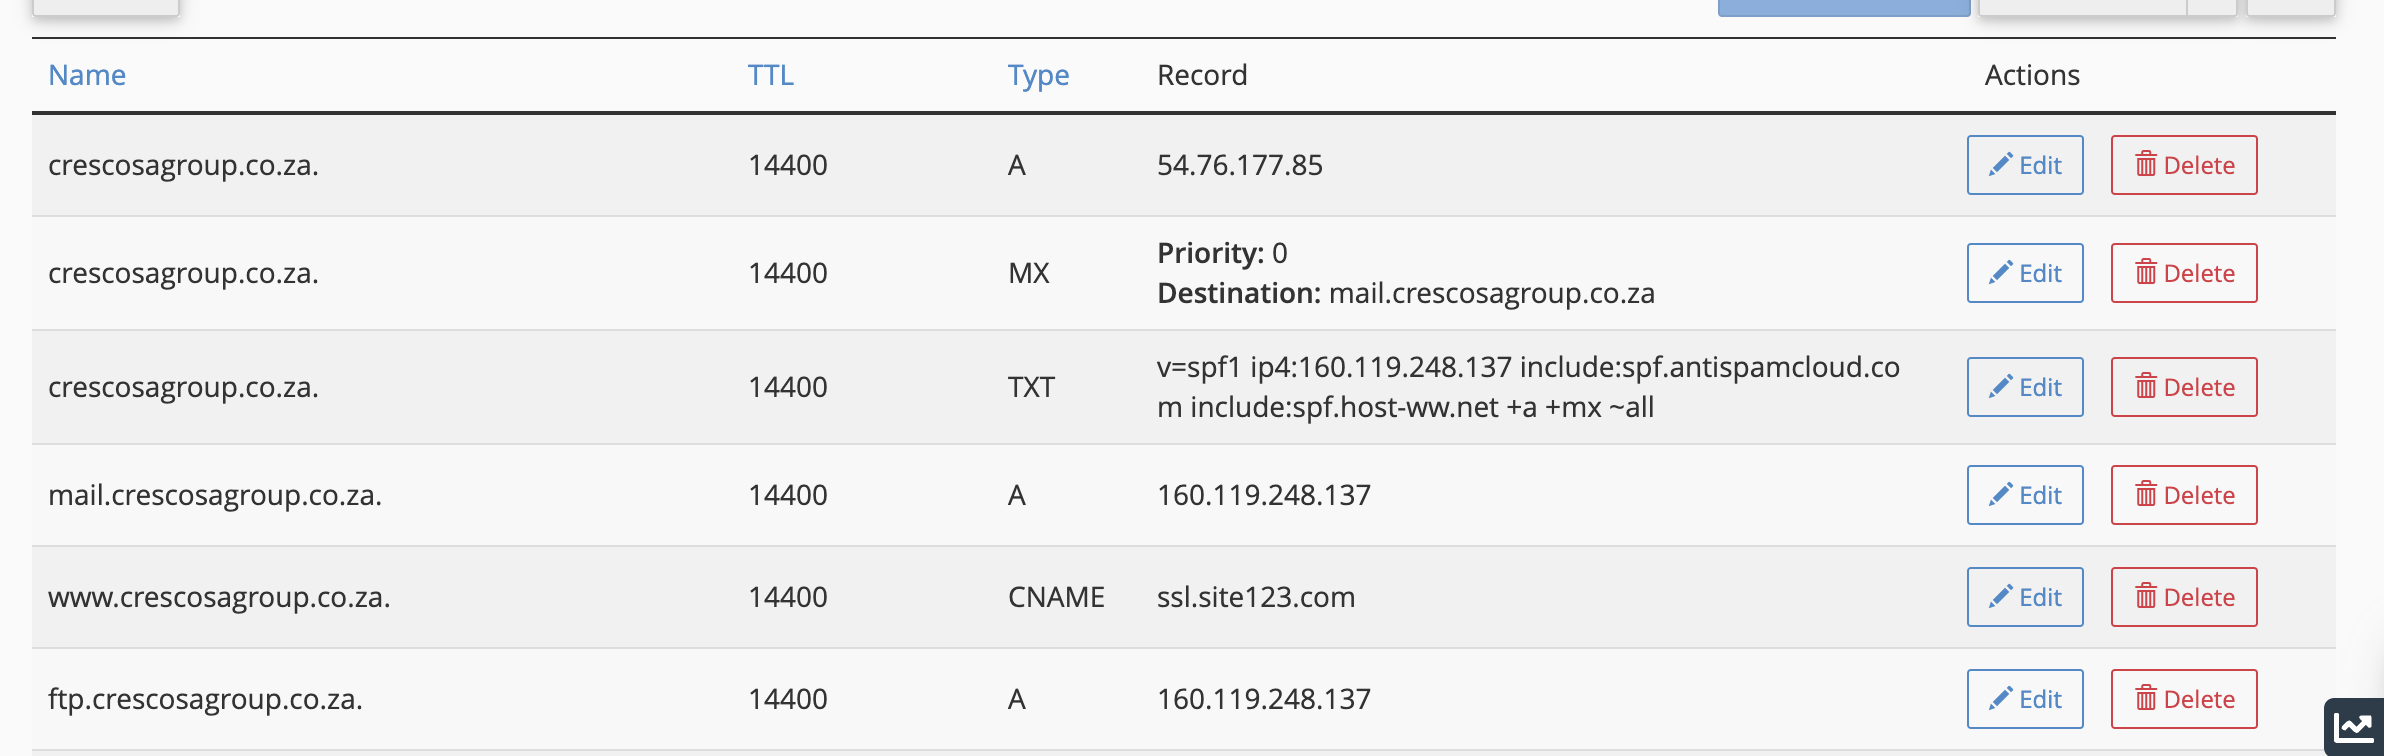 Name TTL Type Record Actions
crescosagroup.co.za. 14400 A 54.76.177.85 Edit Delete
crescosagroup.co.za. 14400 MX Priority: 0
Destination: mail.crescosagroup.co.za Edit Delete
crescosagroup.co.za. 14400 TXT v=spf1 ip4:160.119.248.137 include:spf.antispamcloud.co
m include:spf.host-ww.net +a +mx ~all Edit Delete
mail.crescosagroup.co.za. 14400 A 160.119.248.137 Edit Delete
www.crescosagroup.co.za. 14400 CNAME ssl.site123.com Edit Delete
ftp.crescosagroup.co.za. 14400 A 160.119.248.137 Edit Delete